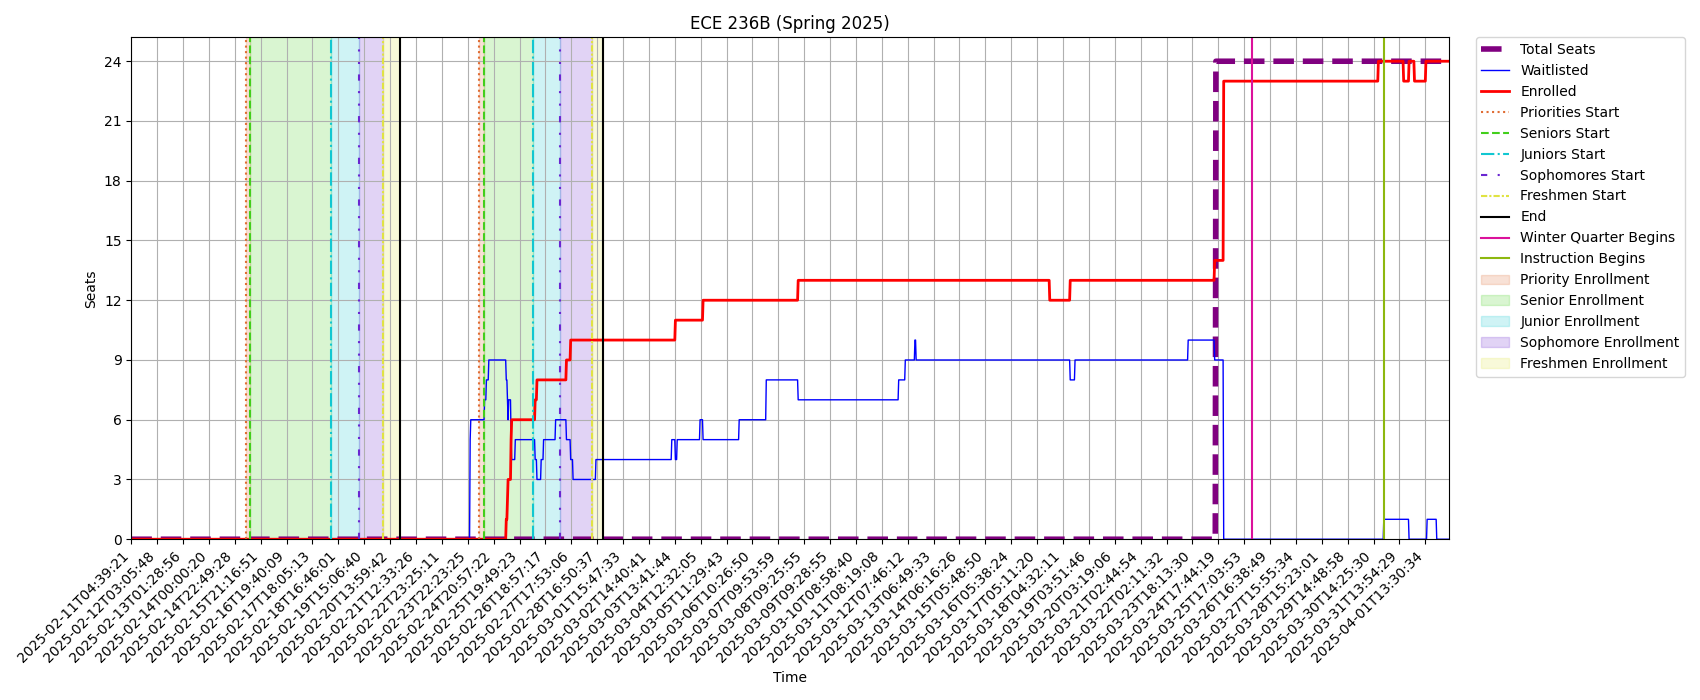 ECE 236B (Spring 2025)
Seats
24
21
18
15
12
9
6
3
0
2025-02-11T04:39:21
2025-02-12T03:05:48
2025-02-13T01:28:56
2025-02-14T00:00:20
2025-02-14T22:49:28
2025-02-15T21:16:51
2025-02-16T19:40:09
2025-02-17T18:05:13
2025-02-18T16:46:01
2025-02-19T15:06:40
2025-02-20T13:59:42
2025-02-21T12:33:26
2025-02-22T11:25:11
2025-02-23T22:23:25
2025-02-24T20:57:22
2025-02-25T19:49:23
2025-02-26T18:57:17
2025-02-27T17:53:06
2025-02-28T16:50:37
2025-03-01T15:47:33
2025-03-02T14:40:41
2025-03-03T13:41:44
2025-03-04T12:32:05
2025-03-05T11:29:43
2025-03-06T10:26:50
2025-03-07T09:53:59
2025-03-08T09:25:55
2025-03-09T09:28:55
2025-03-10T08:58:40
2025-03-11T08:19:08
2025-03-12T07:46:12
2025-03-13T06:49:33
2025-03-14T06:16:26
2025-03-15T05:48:50
2025-03-16T05:38:24
2025-03-17T05:11:20
2025-03-18T04:32:11
2025-03-19T03:51:46
2025-03-20T03:19:06
2025-03-21T02:44:54
2025-03-22T02:11:32
2025-03-23T18:13:30
2025-03-24T17:44:19
2025-03-25T17:03:53
2025-03-26T16:38:49
2025-03-27T15:55:34
2025-03-28T15:23:01
2025-03-29T14:48:58
2025-03-30T14:25:30
2025-03-31T13:54:29
2025-04-01T13:30:34
Time
Total Seats
Waitlisted
Enrolled
Priorities Start
Seniors Start
Juniors Start
Sophomores Start
Freshmen Start
End
Winter Quarter Begins
Instruction Begins
Priority Enrollment
Senior Enrollment
Junior Enrollment
Sophomore Enrollment
Freshmen Enrollment